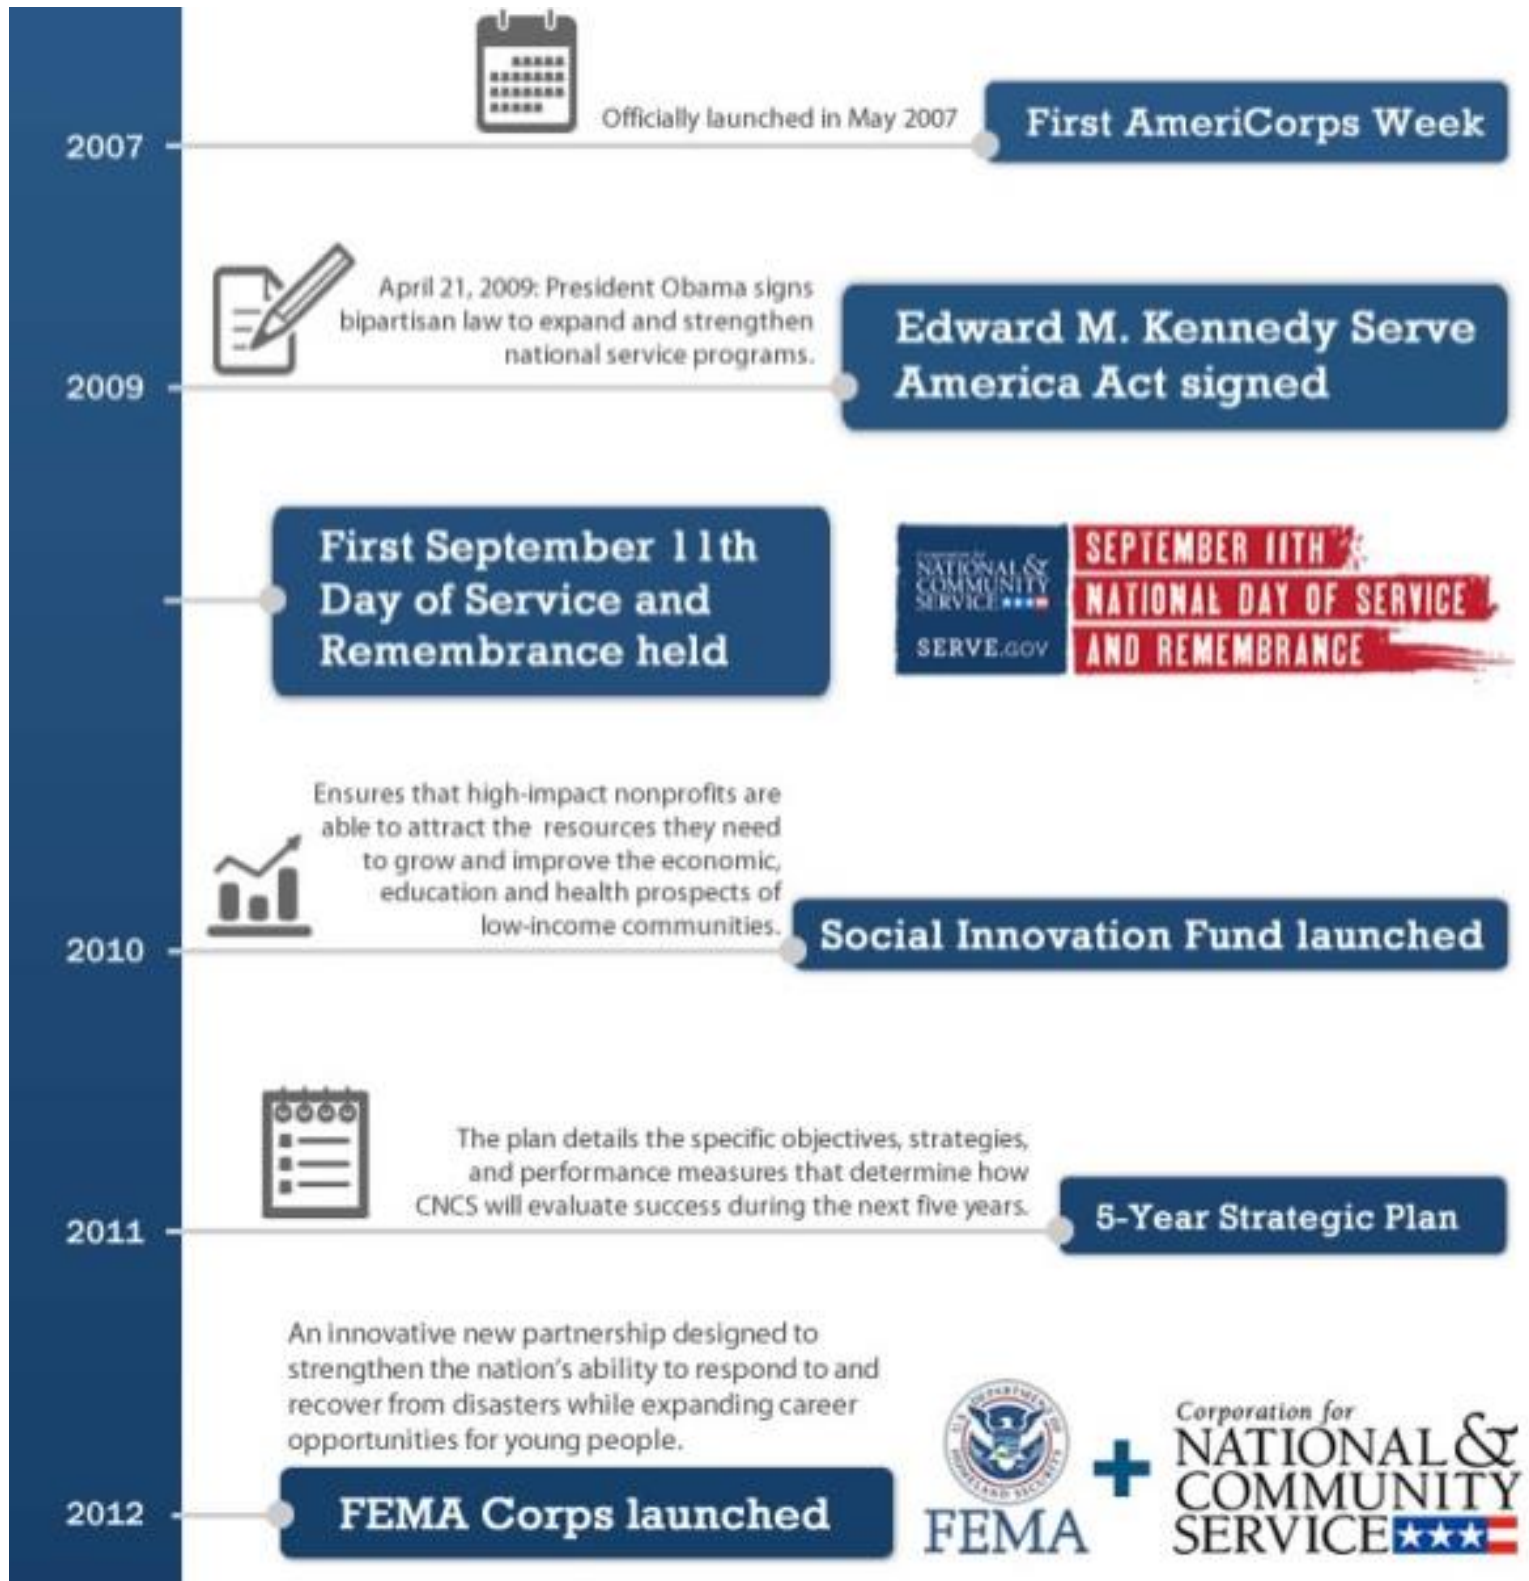 Officially launched in May 2007
First AmeriCorps Week
2007
April 21, 2009: President Obama signs
bipartisan law to expand and strengthen
national service programs.
Edward M. Kennedy Serve
America Act signed
2009
First September 11th
Day of Service and
Remembrance held
Corporation for
NATIONAL &
COMMUNITY
SERVICE
SERVE.GOV
SEPTEMBER 11TH
NATIONAL DAY OF SERVICE
AND REMEMBRANCE
Ensures that high-impact nonprofits are
able to attract the resources they need
to grow and improve the economic,
education and health prospects of
low-income communities.
Social Innovation Fund launched
2010
The plan details the specific objectives, strategies,
and performance measures that determine how
CNCS will evaluate success during the next five years.
5-Year Strategic Plan
2011
An innovative new partnership designed to
strengthen the nation's ability to respond to and
recover from disasters while expanding career
opportunities for young people.
FEMA Corps launched
2012
U.S. DEPARTMENT OF
HOMELAND SECURITY
FEMA
+
Corporation for
NATIONAL &
COMMUNITY
SERVICE